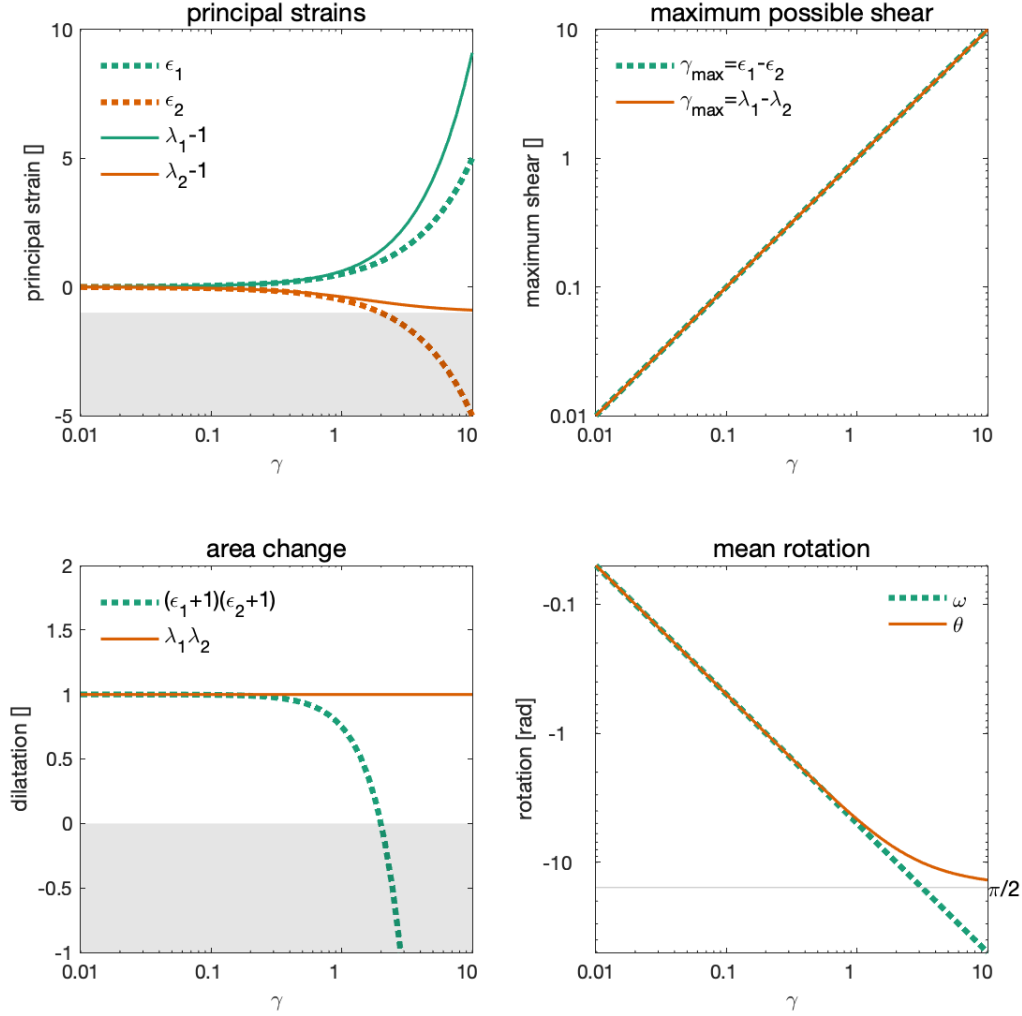 principal strains
10
5
0
-5
principal strain []
ϵ1
ϵ2
λ1-1
λ2-1
0.01 0.1 1 10
γ
maximum possible shear
10
1
0.1
0.01
maximum shear []
γmax=ϵ1-ϵ2
γmax=λ1-λ2
0.01 0.1 1 10
γ
area change
2
1.5
1
0.5
0
-0.5
-1
dilatation []
(ϵ1+1)(ϵ2+1)
λ1λ2
0.01 0.1 1 10
γ
mean rotation
-0.1
-1
-10
rotation [rad]
ω
θ
π/2
0.01 0.1 1 10
γ